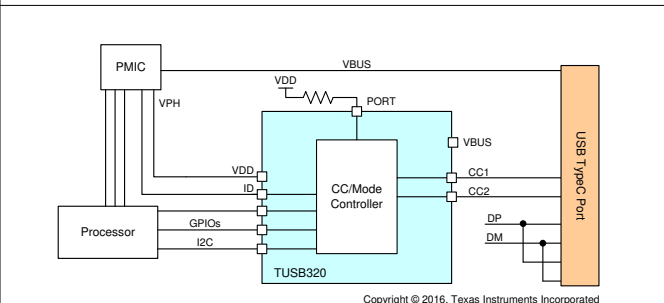 PMIC
VBUS
VDD
VPH
PORT
VBUS
VDD
CC1
ID
CC/Mode
Controller
CC2
USB TypeC Port
Processor
GPIOs
I2C
DP
DM
TUSB320
Copyright © 2016, Texas Instruments Incorporated